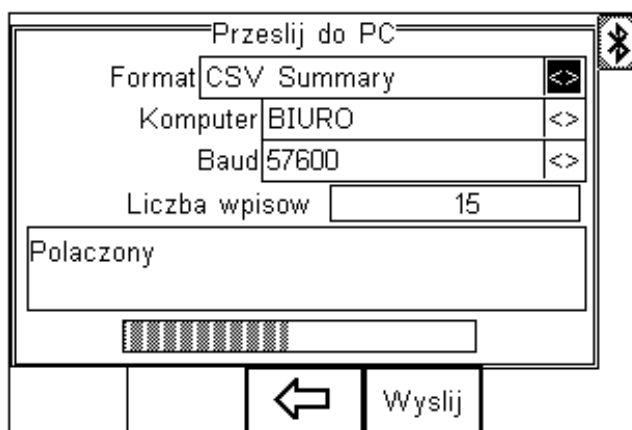 Przeslij do PC
Format CSV Summary <>
Komputer BIURO <>
Baud 57600 <>
Liczba wpisow 15
Polaczony
Wyslij